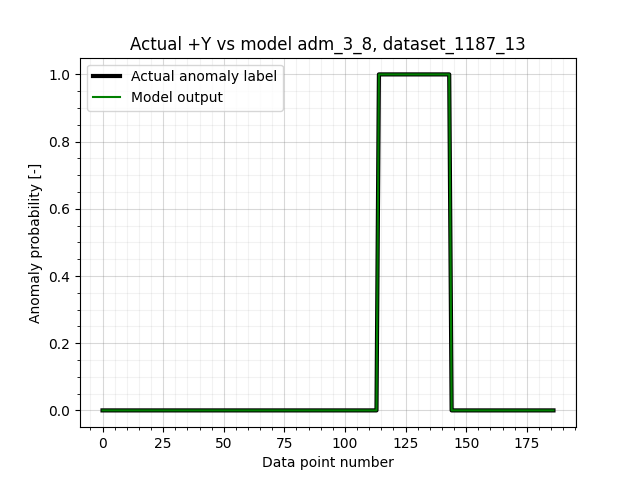 Actual +Y vs model adm_3_8, dataset_1187_13
Actual anomaly label
Model output
Anomaly probability [-]
1.0
0.8
0.6
0.4
0.2
0.0
0 25 50 75 100 125 150 175
Data point number